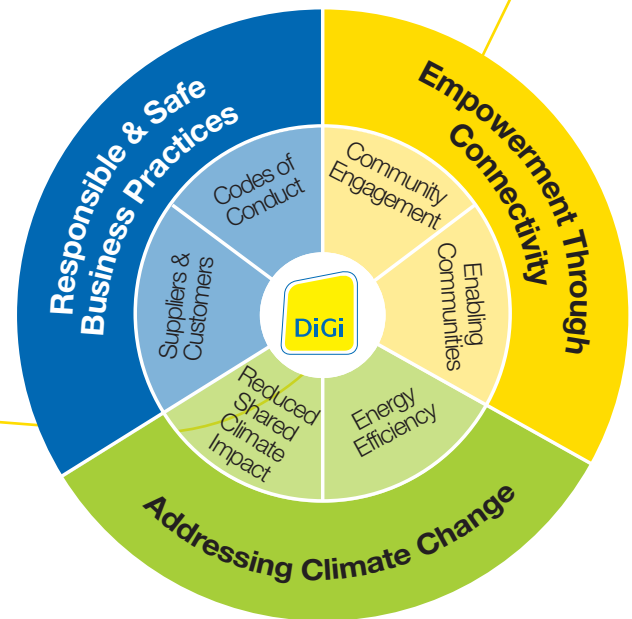 Responsible & Safe
Business Practices
Empowerment Through
Connectivity
Codes of
Conduct
Community
Engagement
Suppliers &
Customers
Enabling
Communities
DiGi
Reduced
Shared
Climate
Impact
Energy
Efficiency
Addressing Climate Change